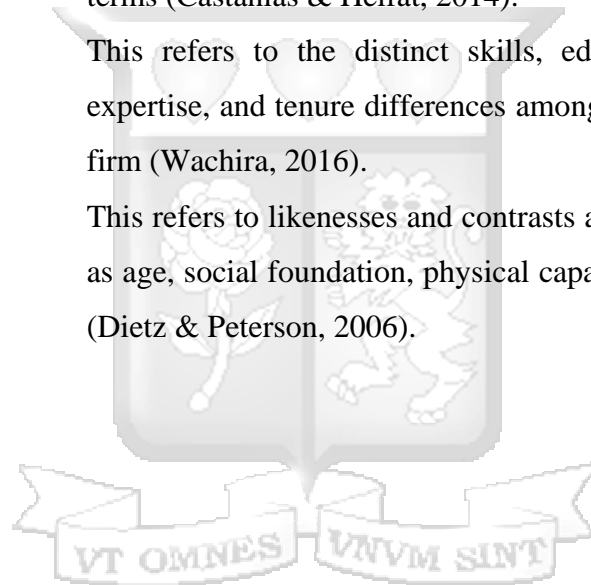 terms (Castanias & Helfat, 2014).
This refers to the distinct skills, ed
expertise, and tenure differences among
firm (Wachira, 2016).
This refers to likenesses and contrasts a
as age, social foundation, physical capa
(Dietz & Peterson, 2006).
VT OMNES VNVM SINT